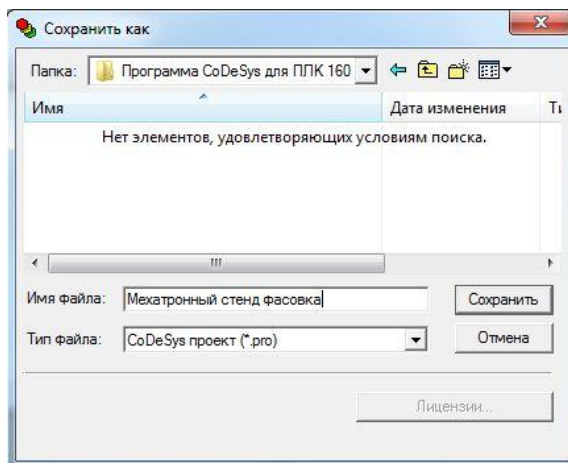 Сохранить как
Папка: Программа CoDeSys для ПЛК 160
Имя Дата изменения Ти
Нет элементов, удовлетворяющих условиям поиска.
Имя файла: Мехатронный стенд фасовка Сохранить
Тип файла: CoDeSys проект (*.pro) Отмена
Лицензии...